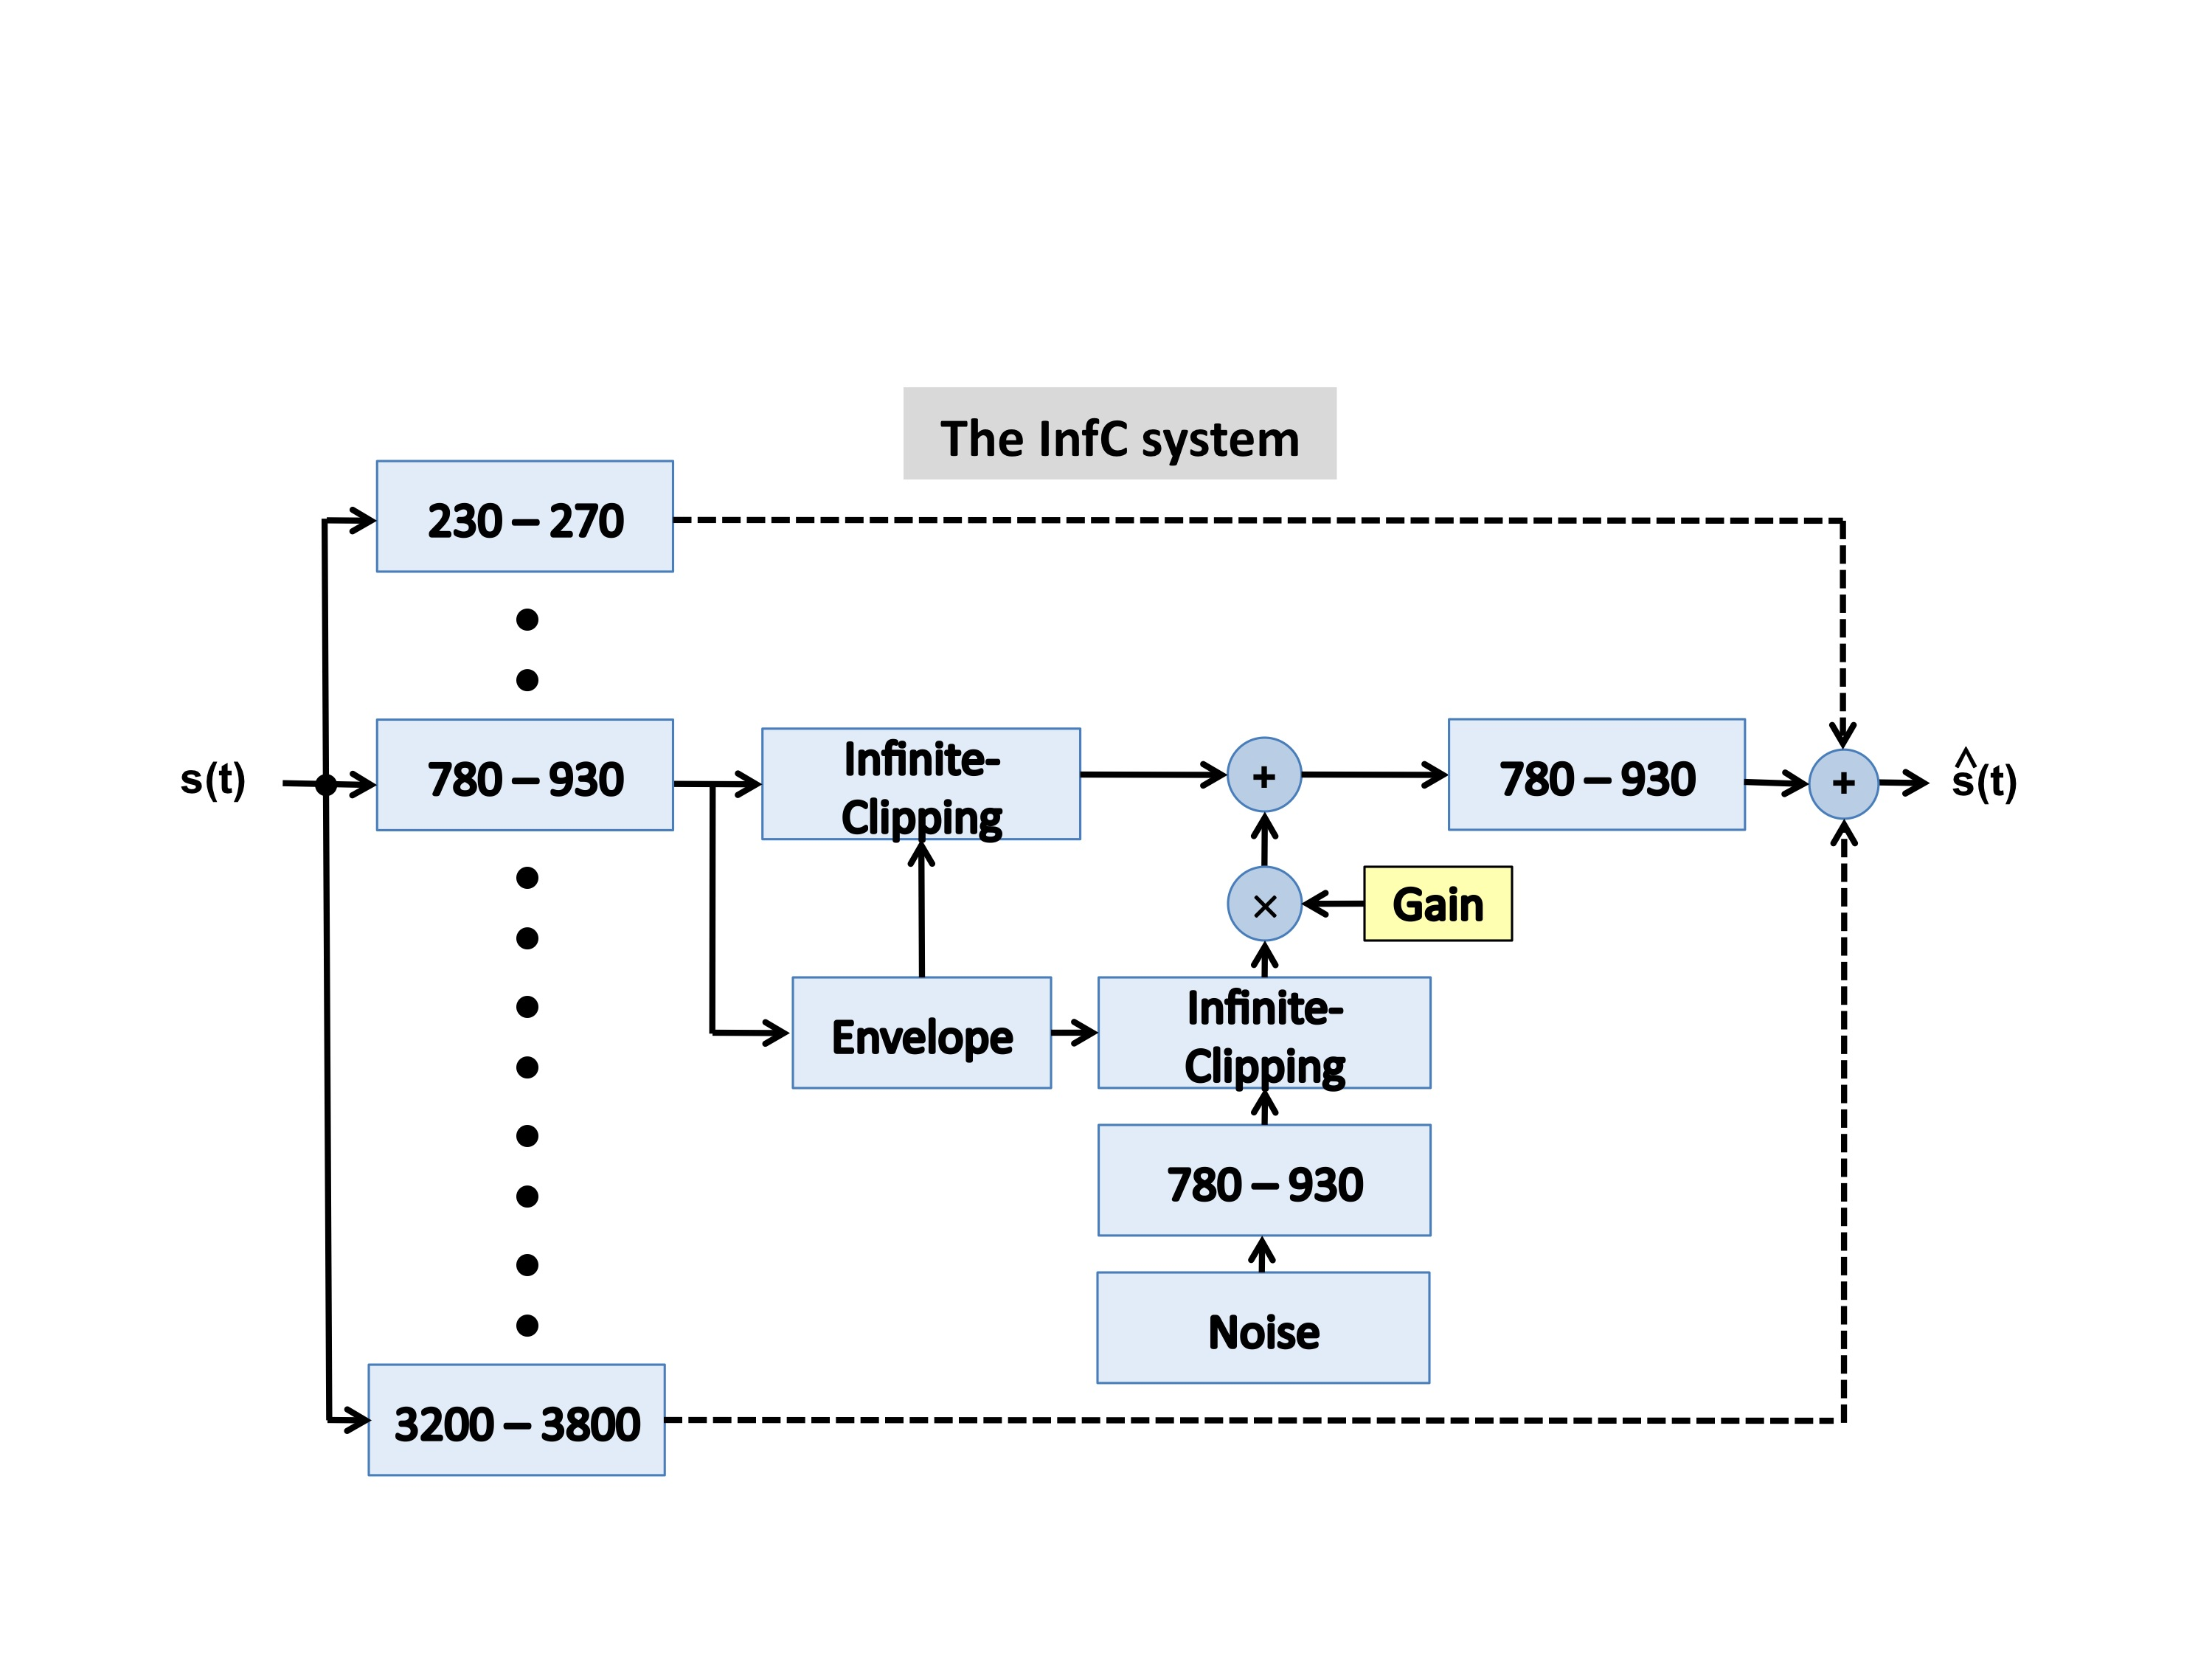 The InfC system
230 – 270
s(t)
780 – 930
Infinite-
Clipping
+
780 – 930
+
ŝ(t)
×
Gain
Envelope
Infinite-
Clipping
780 – 930
Noise
3200 – 3800